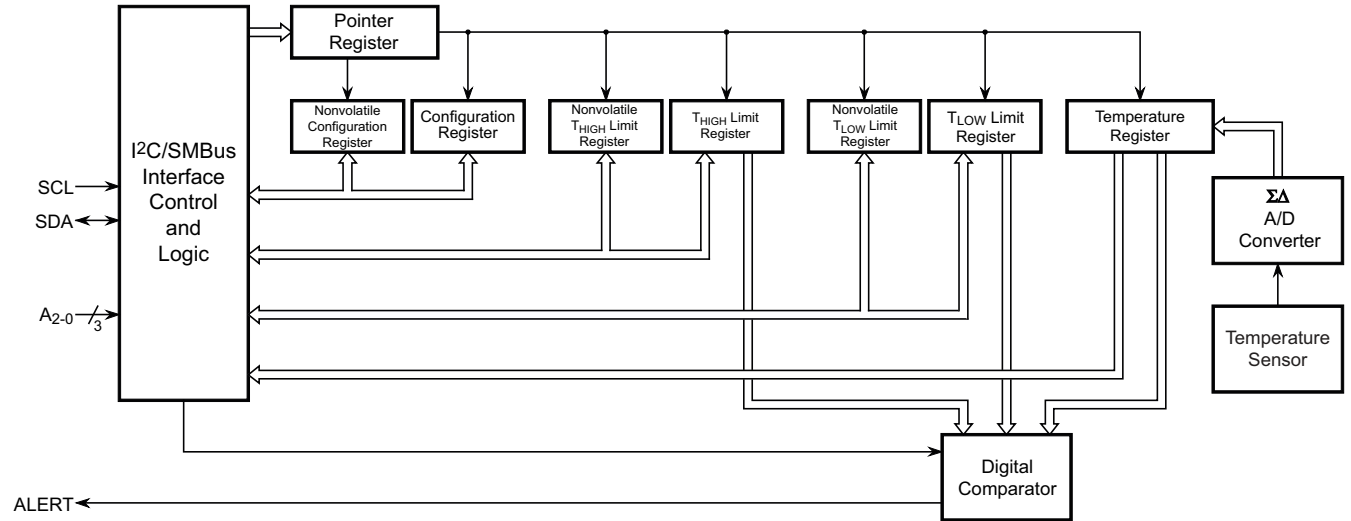 Pointer
Register
Nonvolatile
Configuration
Register
Configuration
Register
Nonvolatile
THIGH Limit
Register
THIGH Limit
Register
Nonvolatile
TLOW Limit
Register
TLOW Limit
Register
Temperature
Register
I²C/SMBus
Interface
Control
and
Logic
SCL
SDA
A2-0
3
ΣΔ
A/D
Converter
Temperature
Sensor
Digital
Comparator
ALERT